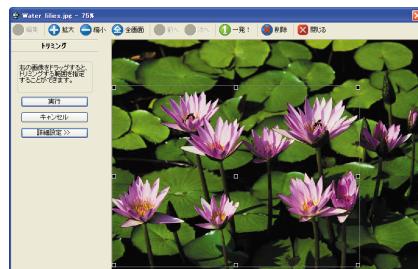 Water lilies.jpg - 75%
編集 拡大 縮小 全画面 前へ 次へ 一発! 削除 閉じる
トリミング
右の画像をドラッグすると、
トリミングする範囲を指定
することができます。
実行
キャンセル
詳細設定 >>